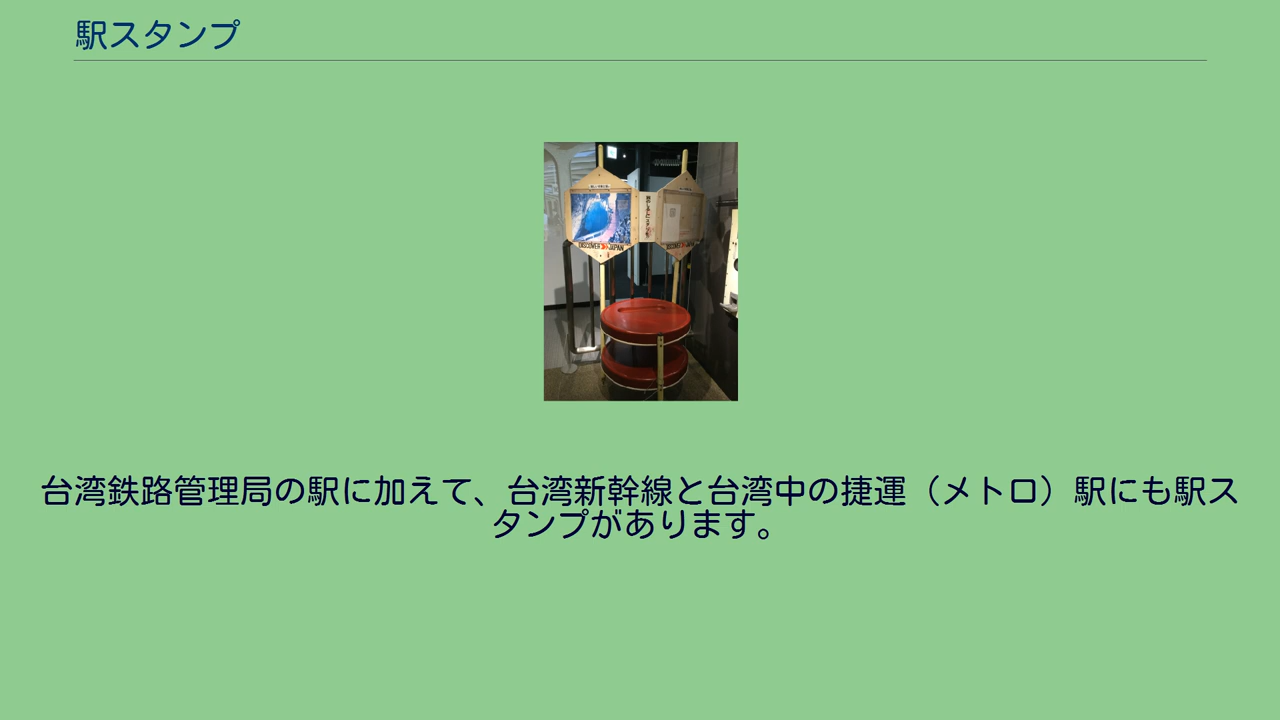 駅スタンプ
DISCOVER JAPAN
台湾鉄路管理局の駅に加えて、台湾新幹線と台湾中の捷運（メトロ）駅にも駅ス
タンプがあります。